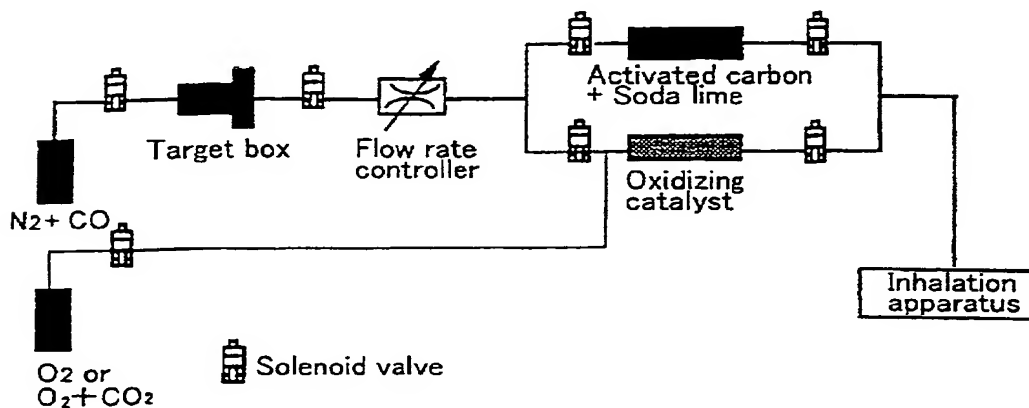 Activated carbon
+ Soda lime
Target box
Flow rate
controller
Oxidizing
catalyst
N2+ CO
Inhalation
apparatus
O2 or
O2+CO2
Solenoid valve